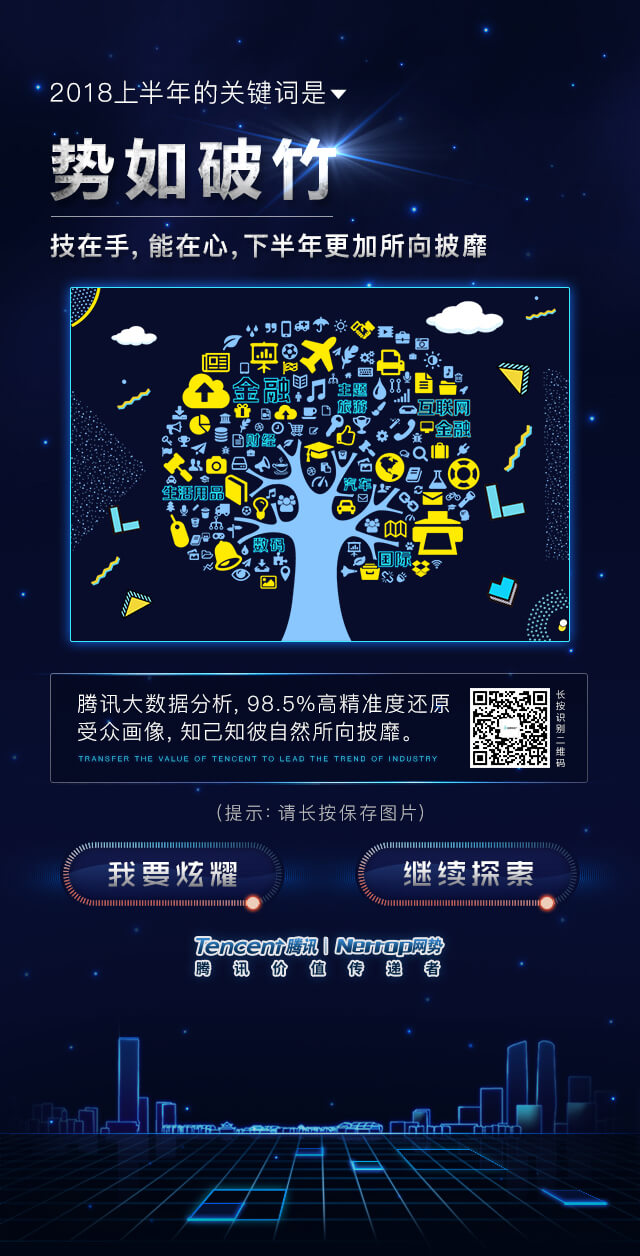 2018上半年的关键词是
势如破竹
技在手, 能在心, 下半年更加所向披靡
金融
主题
旅游
互联网
金融
财经
生活用品
汽车
数码
国际
腾讯大数据分析, 98.5%高精准度还原
受众画像, 知己知彼自然所向披靡。
TRANSFER THE VALUE OF TENCENT TO LEAD THE TREND OF INDUSTRY
长按识别二维码
(提示: 请长按保存图片)
我要炫耀
继续探索
Tencent腾讯 | Nettop网势
腾讯价值传递者